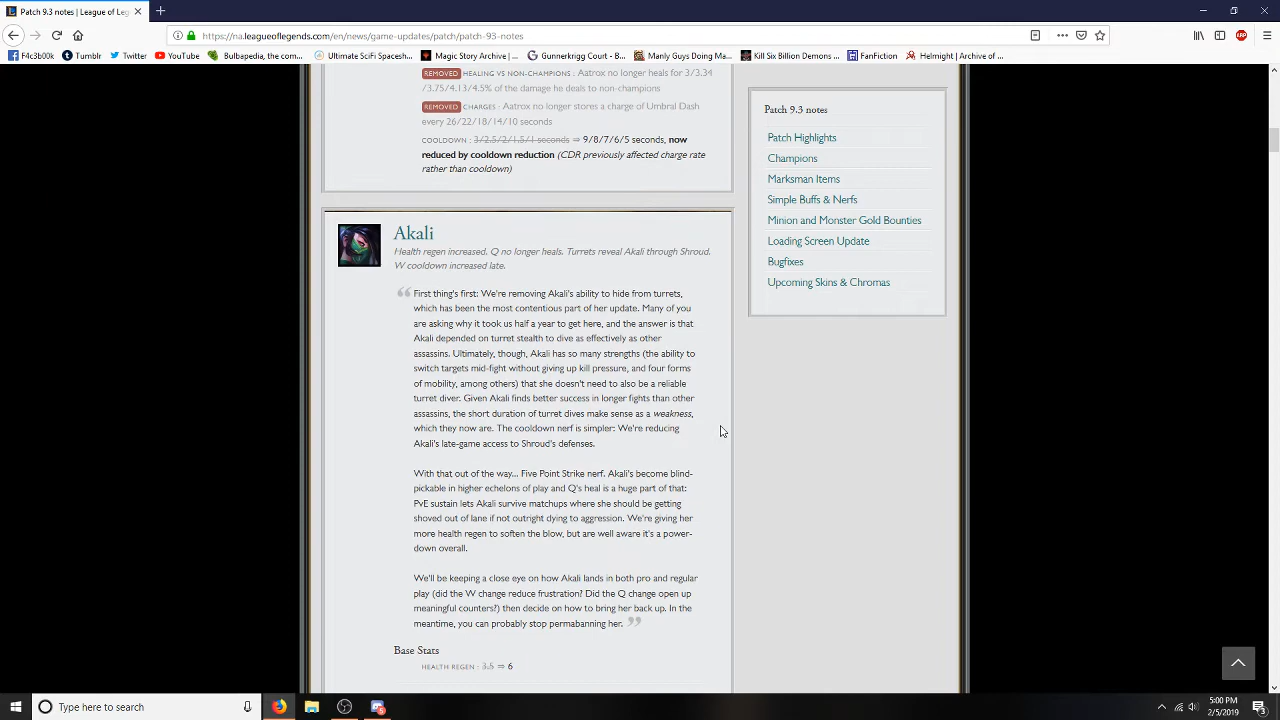 Patch 9.3 notes - League of Leg
https://na.leagueoflegends.com/en/news/game-updates/patch/patch-93-notes
F4c3b00k Tumblr Twitter YouTube Bulbapedia, the com... Ultimate SciFi Spacesh... Magic Story Archive |... Gunnerkrigg Court - B... Manly Guys Doing Ma... Kill Six Billion Demons ... FanFiction Helmight | Archive of ...
REMOVED HEALING VS NON-CHAMPIONS : Aatrox no longer heals for 3/3.34
/3.75/4.13/4.5% of the damage he deals to non-champions
REMOVED CHARGES : Aatrox no longer stores a charge of Umbral Dash
every 26/22/18/14/10 seconds
COOLDOWN : 3/2.5/2/1.5/1 seconds ⇒ 9/8/7/6/5 seconds, now
reduced by cooldown reduction (CDR previously affected charge rate
rather than cooldown)
Akali
Health regen increased. Q no longer heals. Turrets reveal Akali through Shroud.
W cooldown increased late.
First thing's first: We're removing Akali's ability to hide from turrets,
which has been the most contentious part of her update. Many of you
are asking why it took us half a year to get here, and the answer is that
Akali depended on turret stealth to dive as effectively as other
assassins. Ultimately, though, Akali has so many strengths (the ability to
switch targets mid-fight without giving up kill pressure, and four forms
of mobility, among others) that she doesn't need to also be a reliable
turret diver. Given Akali finds better success in longer fights than other
assassins, the short duration of turret dives make sense as a weakness,
which they now are. The cooldown nerf is simpler: We're reducing
Akali's late-game access to Shroud's defenses.
With that out of the way... Five Point Strike nerf. Akali's become blind-
pickable in higher echelons of play and Q's heal is a huge part of that:
PvE sustain lets Akali survive matchups where she should be getting
shoved out of lane if not outright dying to aggression. We're giving her
more health regen to soften the blow, but are well aware it's a power-
down overall.
We'll be keeping a close eye on how Akali lands in both pro and regular
play (did the W change reduce frustration? Did the Q change open up
meaningful counters?) then decide on how to bring her back up. In the
meantime, you can probably stop permabanning her.
Base Stats
HEALTH REGEN : 3.5 ⇒ 6
Patch 9.3 notes
Patch Highlights
Champions
Marksman Items
Simple Buffs & Nerfs
Minion and Monster Gold Bounties
Loading Screen Update
Bugfixes
Upcoming Skins & Chromas
Type here to search
5:00 PM
2/5/2019